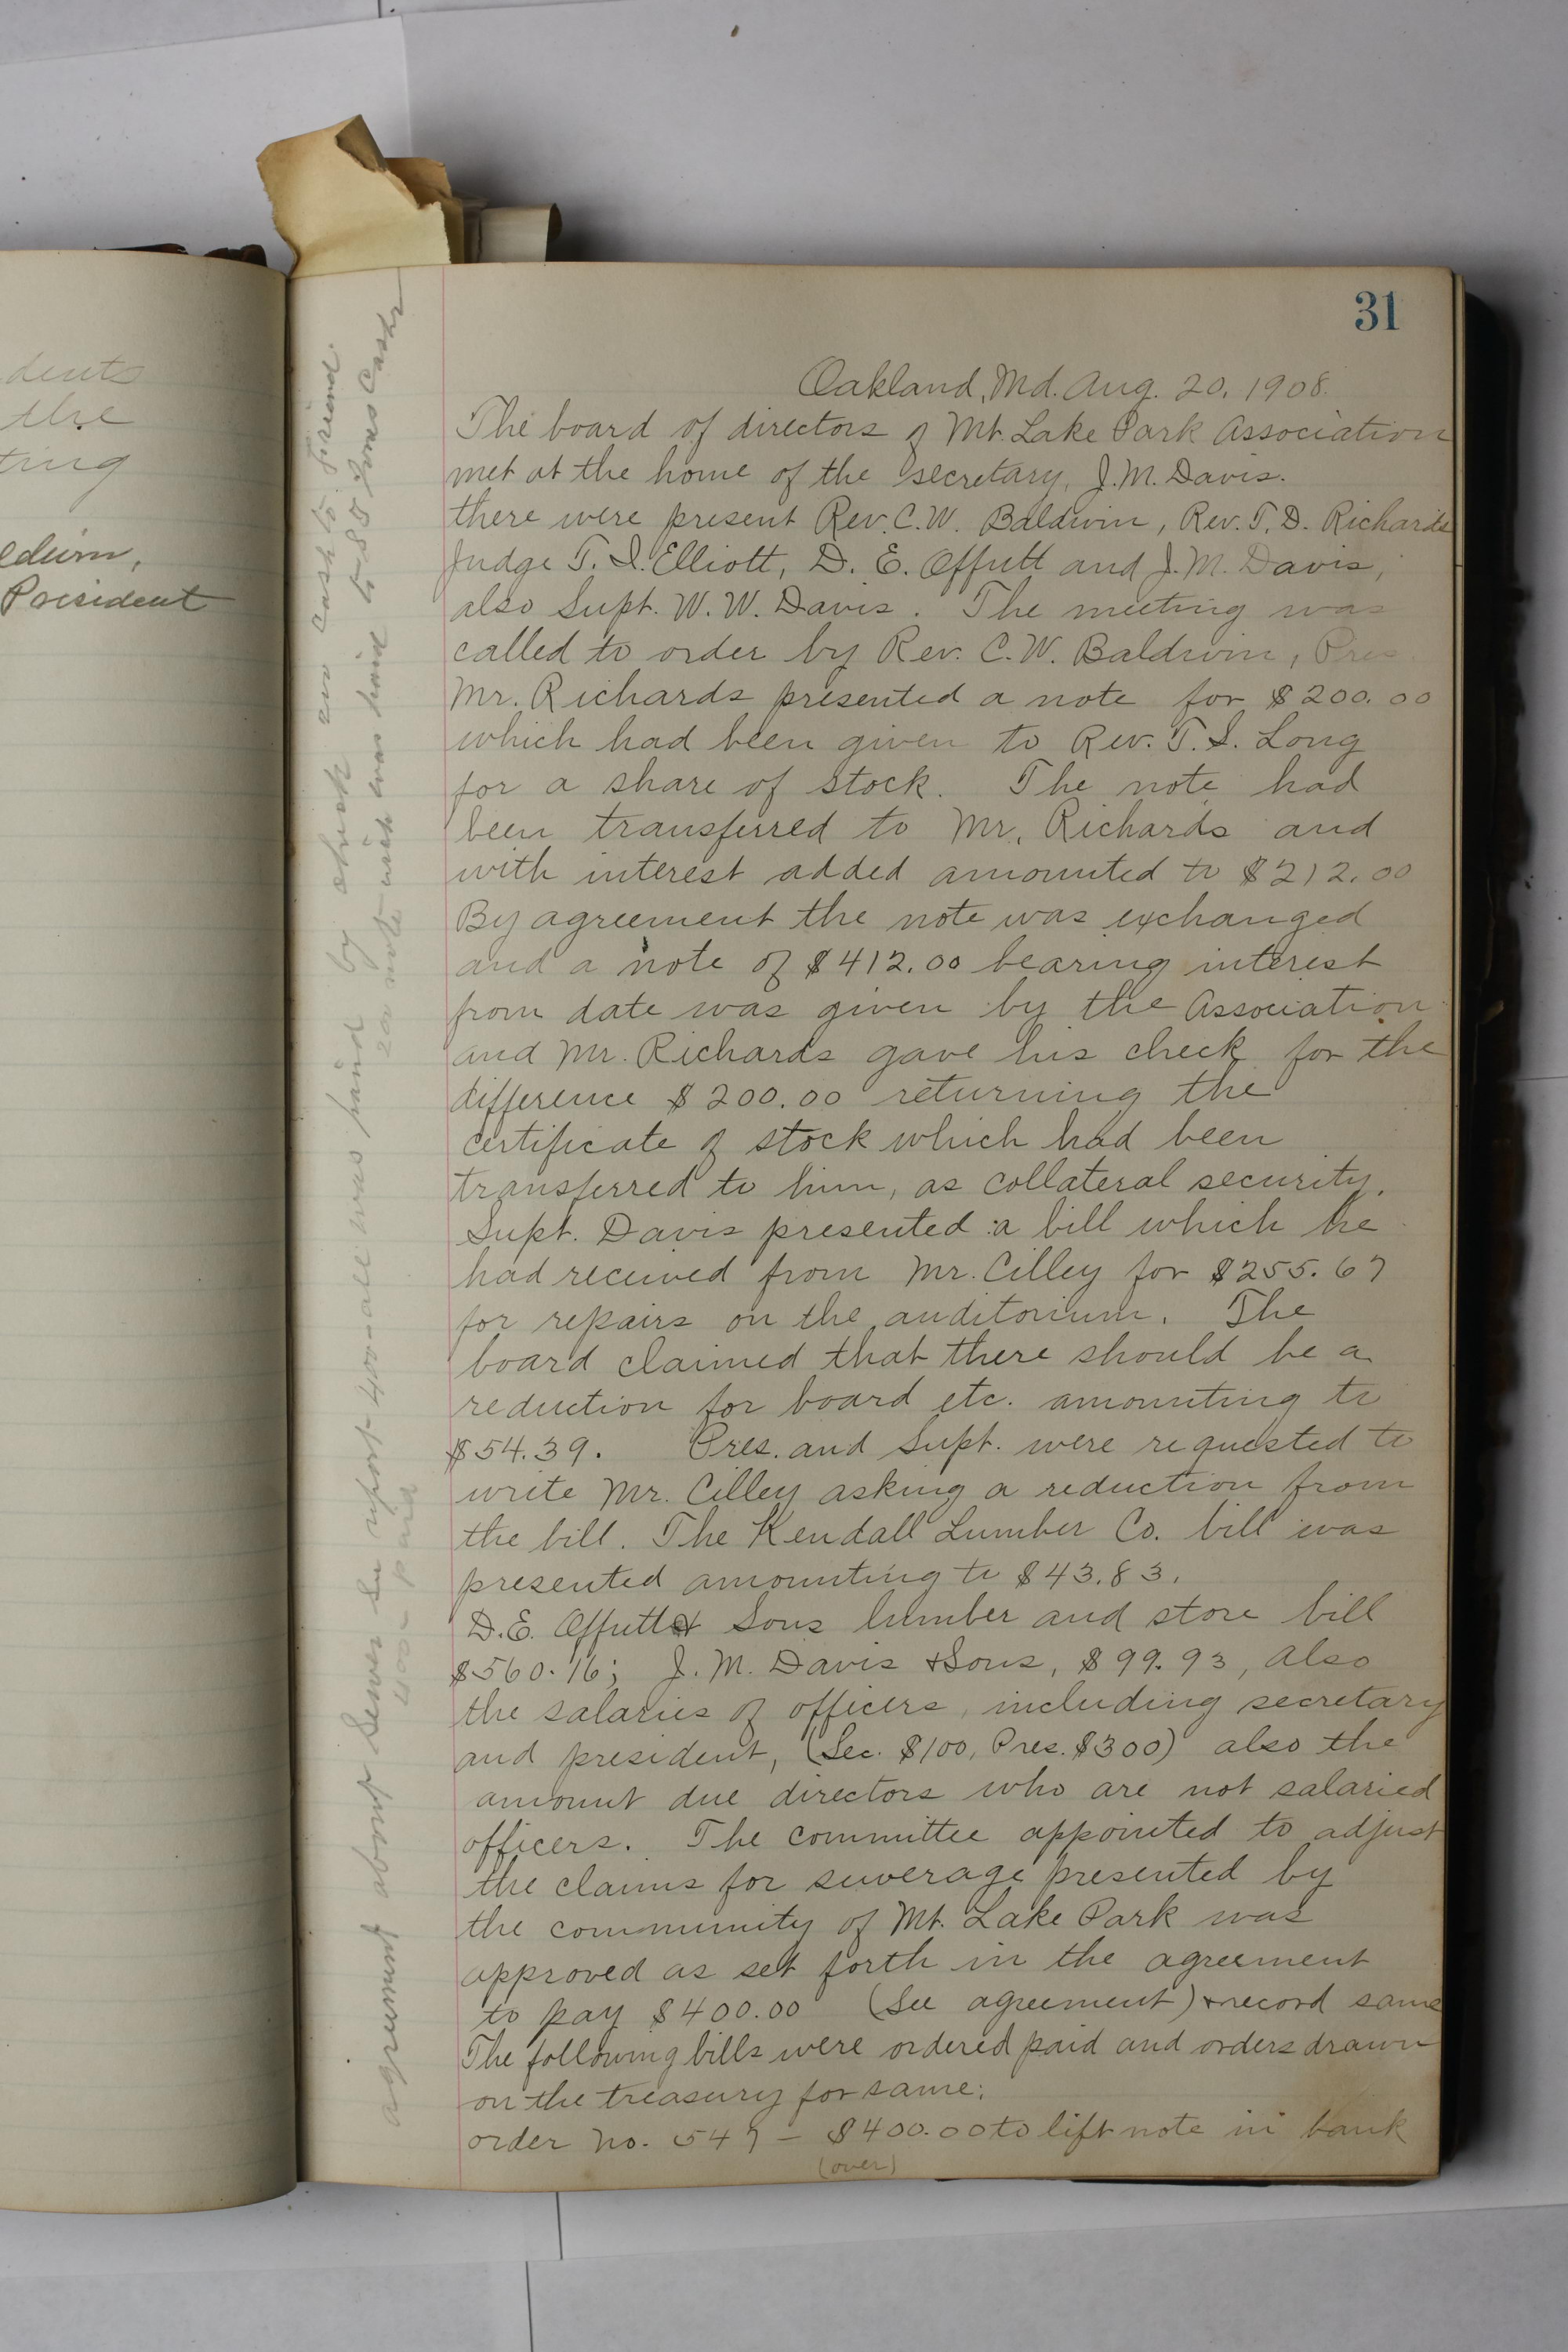 dents
the
ting
President
31
Oakland, Md. Aug. 20, 1908.
The board of directors of Mt. Lake Park Association
met at the home of the secretary, J. M. Davis.
there were present Rev. C. W. Baldwin, Rev. T. D. Richards
Judge T. I. Elliott, D. E. Offutt and J. M. Davis,
also Supt. W. W. Davis. The meeting was
called to order by Rev. C. W. Baldwin, Pres.
Mr. Richards presented a note for $200.00
which had been given to Rev. T. I. Long
for a share of stock. The note had
been transferred to Mr. Richards and
with interest added amounted to $212.00
By agreement the note was exchanged
and a note of $412.00 bearing interest
from date was given by the Association
and Mr. Richards gave his check for the
difference $200.00 returning the
certificate of stock which had been
transferred to him, as collateral security.
Supt. Davis presented a bill which he
had received from Mr. Cilley for $255.67
for repairs on the auditorium. The
board claimed that there should be a
reduction for board etc. amounting to
$54.39. Pres. and Supt. were requested to
write Mr. Cilley asking a reduction from
the bill. The Kendall Lumber Co. bill was
presented amounting to $43.83.
D. E. Offutt & Sons lumber and store bill
$560.16; J. M. Davis & Sons, $99.93, also
the salaries of officers, including secretary
and president, (Sec. $100, Pres. $300) also the
amount due directors who are not salaried
officers. The committee appointed to adjust
the claims for sewerage presented by
the community of Mt. Lake Park was
approved as set forth in the agreement
to pay $400.00 (See agreement) & record same
The following bills were ordered paid and orders drawn
on the treasury for same:
order no. 547 - $400.00 to lift note in bank
(over)
agreement about Sewer See report 400 - all was paid by check cash to Friend
400 - paid